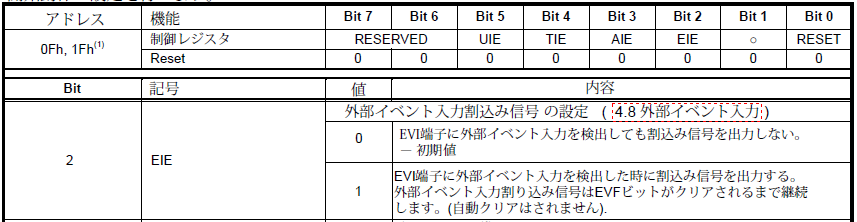 アドレス 機能 Bit 7 Bit 6 Bit 5 Bit 4 Bit 3 Bit 2 Bit 1 Bit 0
0Fh, 1Fh(1) 制御レジスタ RESERVED UIE TIE AIE EIE ○ RESET
Reset 0 0 0 0 0 0 0 0
Bit 記号 値 内容
外部イベント入力割込み信号 の設定 ( 4.8 外部イベント入力 )
2 EIE 0 EVI端子に外部イベント入力を検出しても割込み信号を出力しない。
－ 初期値
1 EVI端子に外部イベント入力を検出した時に割込み信号を出力する。
外部イベント入力割り込み信号はEVFビットがクリアされるまで継続
します。(自動クリアはされません).